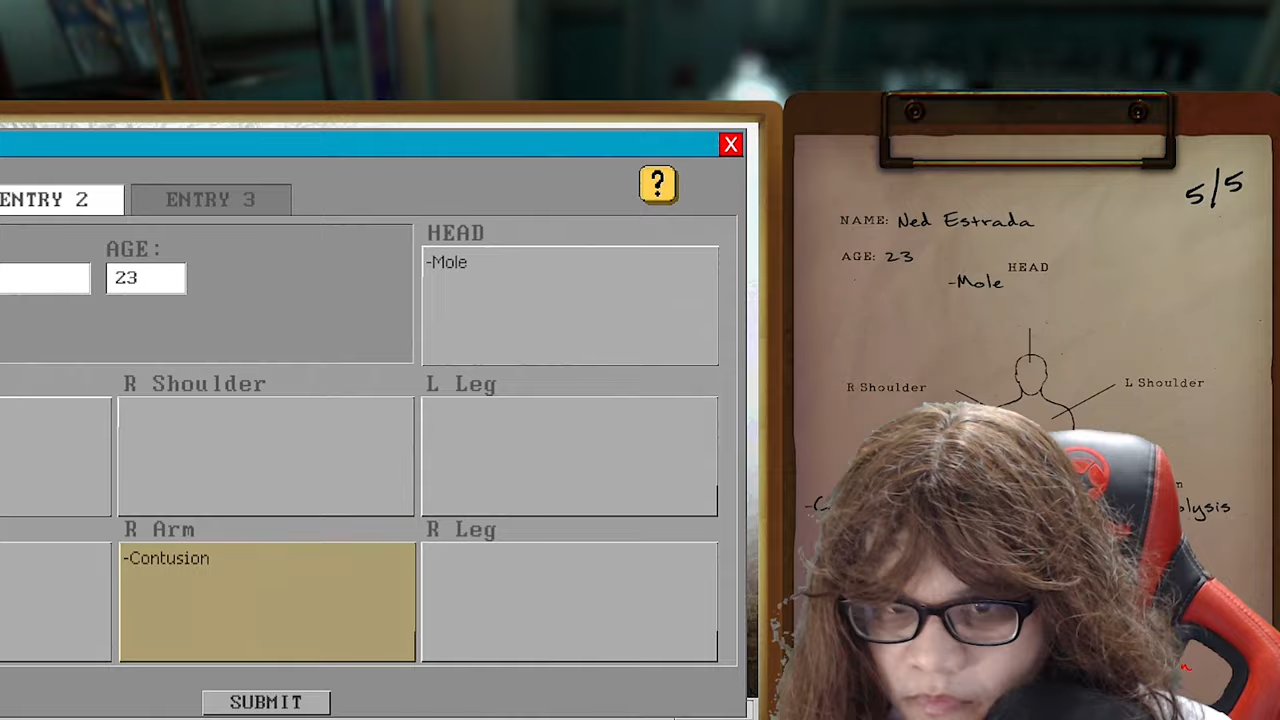 X
ENTRY 2
ENTRY 3
?
AGE:
23
HEAD
-Mole
R Shoulder
L Leg
R Arm
-Contusion
R Leg
SUBMIT
5/5
NAME: Ned Estrada
AGE: 23
HEAD
-Mole
R Shoulder
L Shoulder